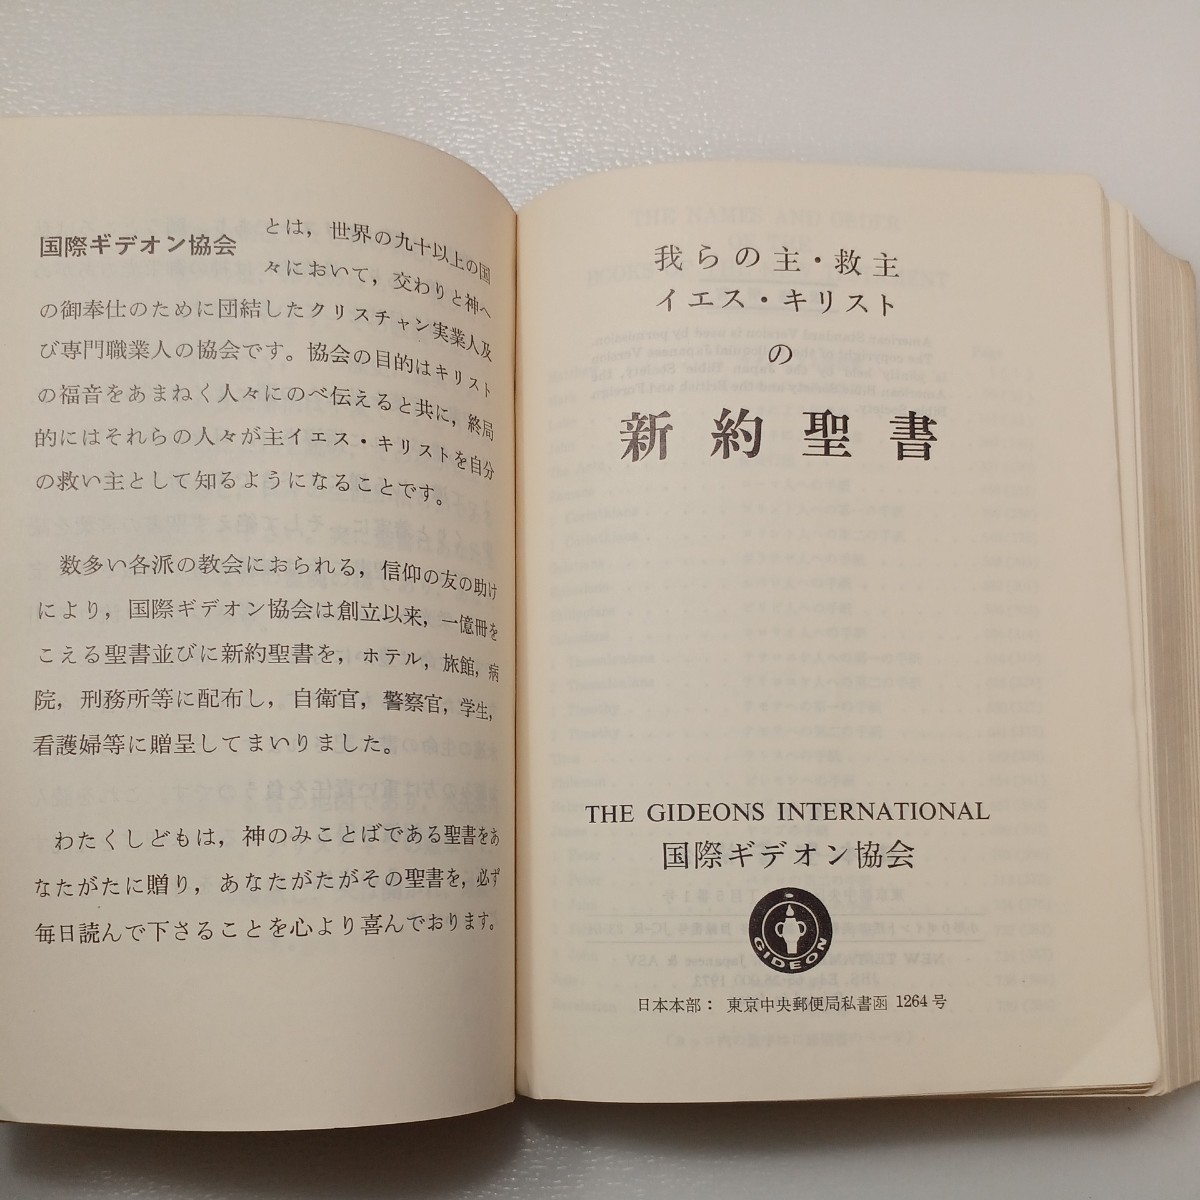 国際ギデオン協会 とは，世界の九十以上の国
々において，交わりと神へ
の御奉仕のために団結したクリスチャン実業人及
び専門職業人の協会です。協会の目的はキリスト
の福音をあまねく人々にのべ伝えると共に，終局
的にはそれらの人々が主イエス・キリストを自分
の救い主として知るようになることです。
数多い各派の教会におられる，信仰の友の助け
により，国際ギデオン協会は創立以来，一億冊を
こえる聖書並びに新約聖書を，ホテル，旅館，病
院，刑務所等に配布し，自衛官，警察官，学生，
看護婦等に贈呈してまいりました。
わたくしどもは，神のみことばである聖書をあ
なたがたに贈り，あなたがたがその聖書を，必ず
毎日読んで下さることを心より喜んでおります。
我らの主・救主
イエス・キリスト
の
新約聖書
THE GIDEONS INTERNATIONAL
国際ギデオン協会
GIDEON
日本本部： 東京中央郵便局私書函 1264号